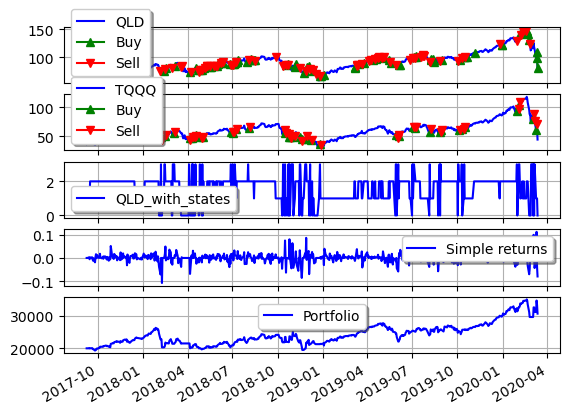 150
100
QLD
Buy
Sell
100
50
TQQQ
Buy
Sell
2
0
QLD_with_states
0.1
0.0
−0.1
Simple returns
30000
20000
Portfolio
2017-10
2018-01
2018-04
2018-07
2018-10
2019-01
2019-04
2019-07
2019-10
2020-01
2020-04